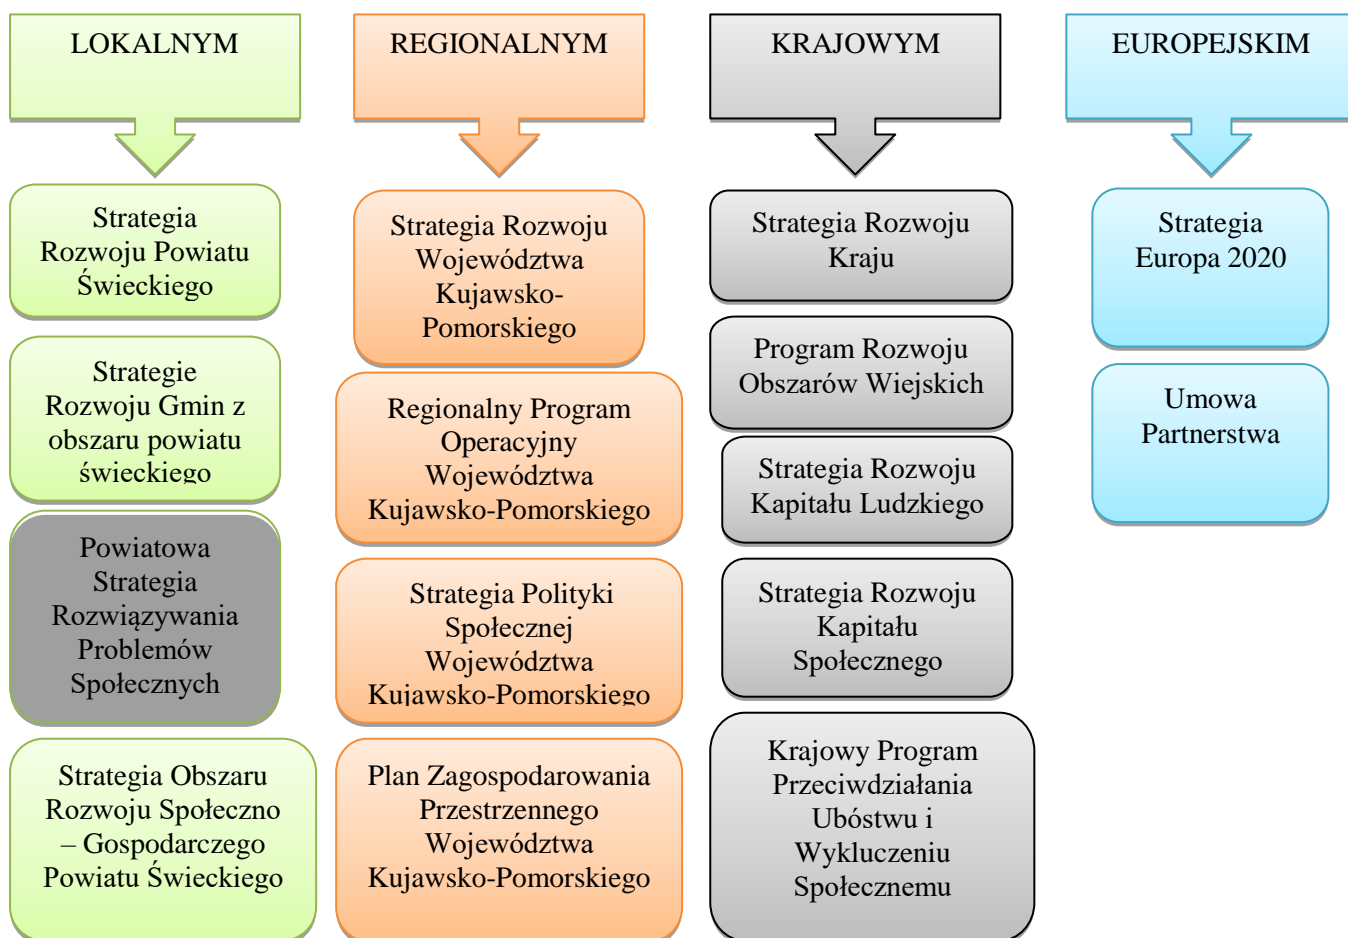 LOKALNYM
REGIONALNYM
KRAJOWYM
EUROPEJSKIM
Strategia
Rozwoju Powiatu
Świeckiego
Strategie
Rozwoju Gmin z
obszaru powiatu
świeckiego
Powiatowa
Strategia
Rozwiązywania
Problemów
Społecznych
Strategia Obszaru
Rozwoju Społeczno
– Gospodarczego
Powiatu Świeckiego
Strategia Rozwoju
Województwa
Kujawsko-
Pomorskiego
Regionalny Program
Operacyjny
Województwa
Kujawsko-Pomorskiego
Strategia Polityki
Społecznej
Województwa
Kujawsko-Pomorskiego
Plan Zagospodarowania
Przestrzennego
Województwa
Kujawsko-Pomorskiego
Strategia Rozwoju
Kraju
Program Rozwoju
Obszarów Wiejskich
Strategia Rozwoju
Kapitału Ludzkiego
Strategia Rozwoju
Kapitału
Społecznego
Krajowy Program
Przeciwdziałania
Ubóstwu i
Wykluczeniu
Społecznemu
Strategia
Europa 2020
Umowa
Partnerstwa